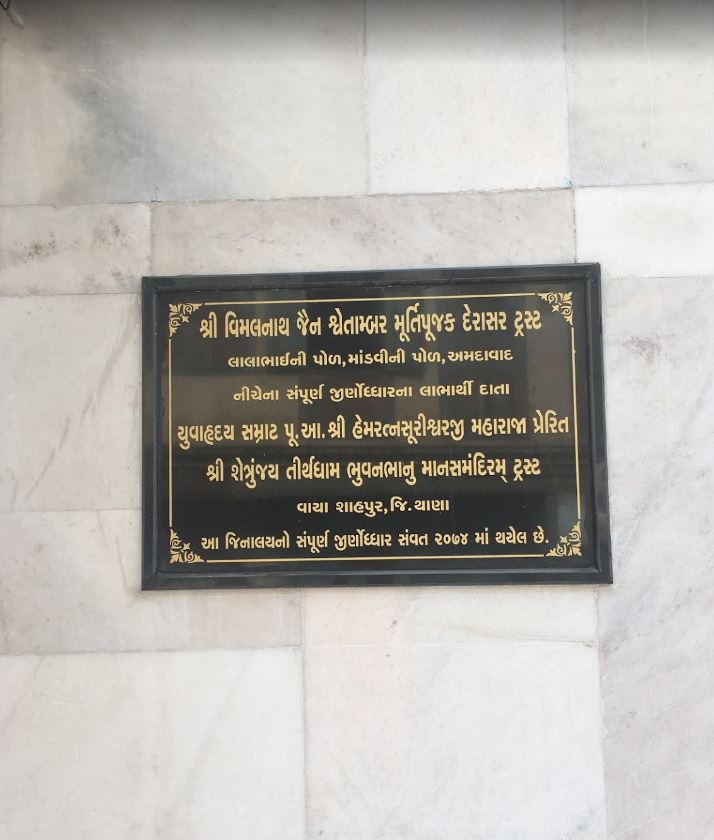 શ્રી વિમલનાથ જૈન શ્વેતામ્બર મૂર્તિપૂજક દેરાસર ટ્રસ્ટ
લાલાભાઈની પોળ,માંડવીની પોળ,અમદાવાદ
નીચેના સંપૂર્ણ જીર્ણોધ્ધારના લાભાર્થી દાતા
યુવાહૃદય સમ્રાટ પૂ.આ.શ્રી હેમરત્નસૂરીશ્વરજી મહારાજા પ્રેરિત
શ્રી શેત્રુંજય તીર્થધામ ભુવનભાનુ માનસમંદિરમ્ ટ્રસ્ટ
વાયા શાહપુર,જિ.થાણા
આ જિનાલયનો સંપૂર્ણ જીર્ણોધ્ધાર સંવત ૨૦૭૪ માં થયેલ છે.